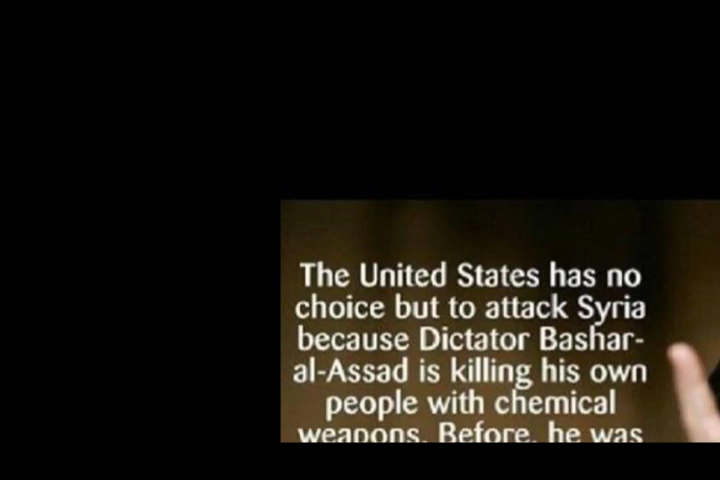 The United States has no
choice but to attack Syria
because Dictator Bashar-
al-Assad is killing his own
people with chemical
weapons. Before, he was